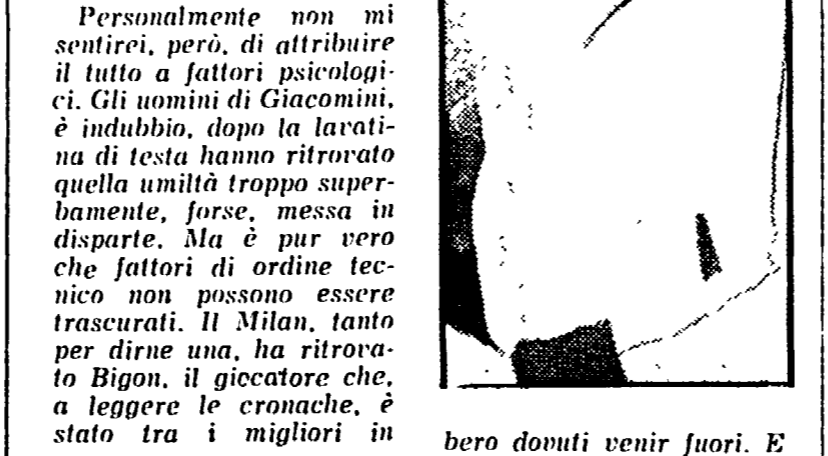 Personalmente non mi
sentirei, però, di attribuire
il tutto a fattori psicologi-
ci. Gli uomini di Giacomini,
è indubbio, dopo la lavati-
na di testa hanno ritrovato
quella umiltà troppo super-
bamente, forse, messa in
disparte. Ma è pur vero
che fattori di ordine tec-
nico non possono essere
trascurati. Il Milan, tanto
per dirne una, ha ritrova-
to Bigon, il giocatore che,
a leggere le cronache, è
stato tra i migliori in
bero dovuti venir fuori. E